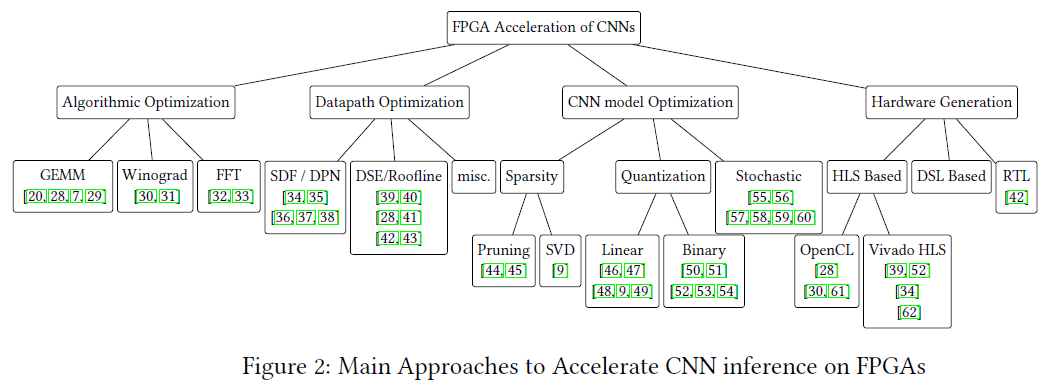 FPGA Acceleration of CNNs
Algorithmic Optimization
Datapath Optimization
CNN model Optimization
Hardware Generation
GEMM
[20, 28, 7, 29]
Winograd
[30, 31]
FFT
[32, 33]
SDF / DPN
[34, 35]
[36, 37, 38]
DSE/Roofline
[39, 40]
[28, 41]
[42, 43]
misc.
Sparsity
Quantization
Stochastic
[55, 56]
[57, 58, 59, 60]
HLS Based
DSL Based
RTL
[42]
Pruning
[44, 45]
SVD
[9]
Linear
[46, 47]
[48, 9, 49]
Binary
[50, 51]
[52, 53, 54]
OpenCL
[28]
[30, 61]
Vivado HLS
[39, 52]
[34]
[62]
Figure 2: Main Approaches to Accelerate CNN inference on FPGAs